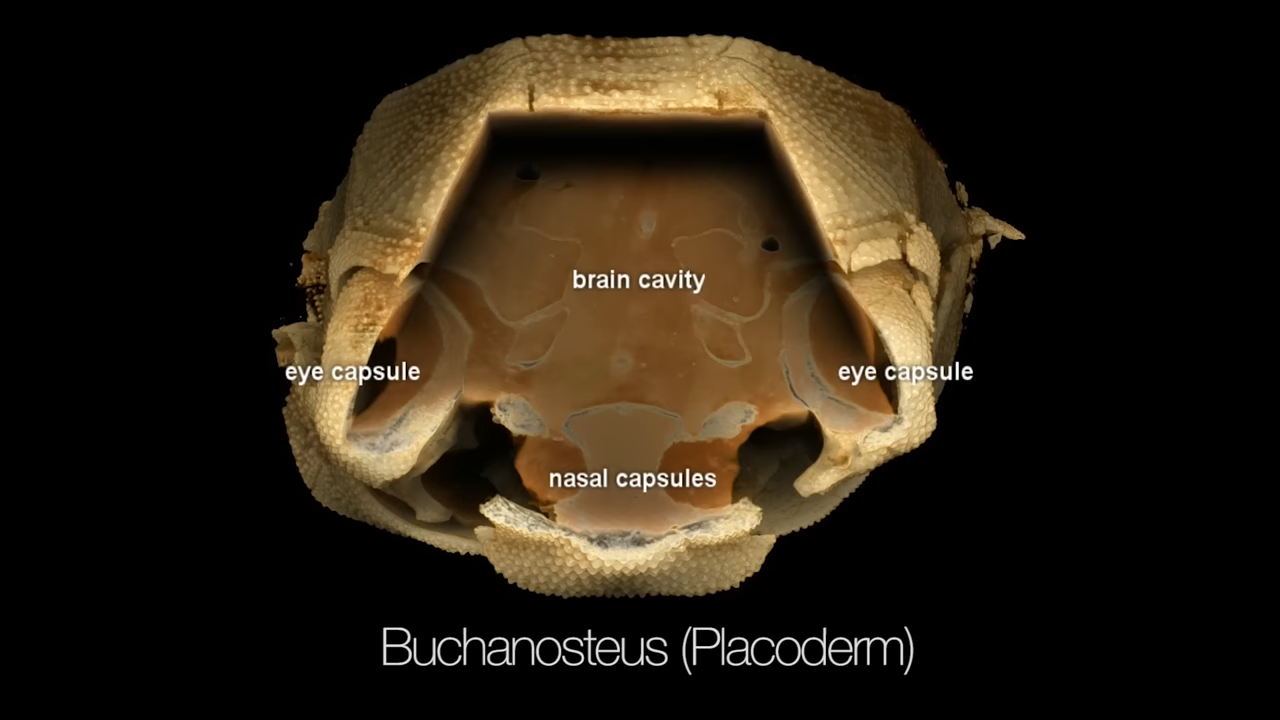 brain cavity
eye capsule
eye capsule
nasal capsules
Buchanosteus (Placoderm)